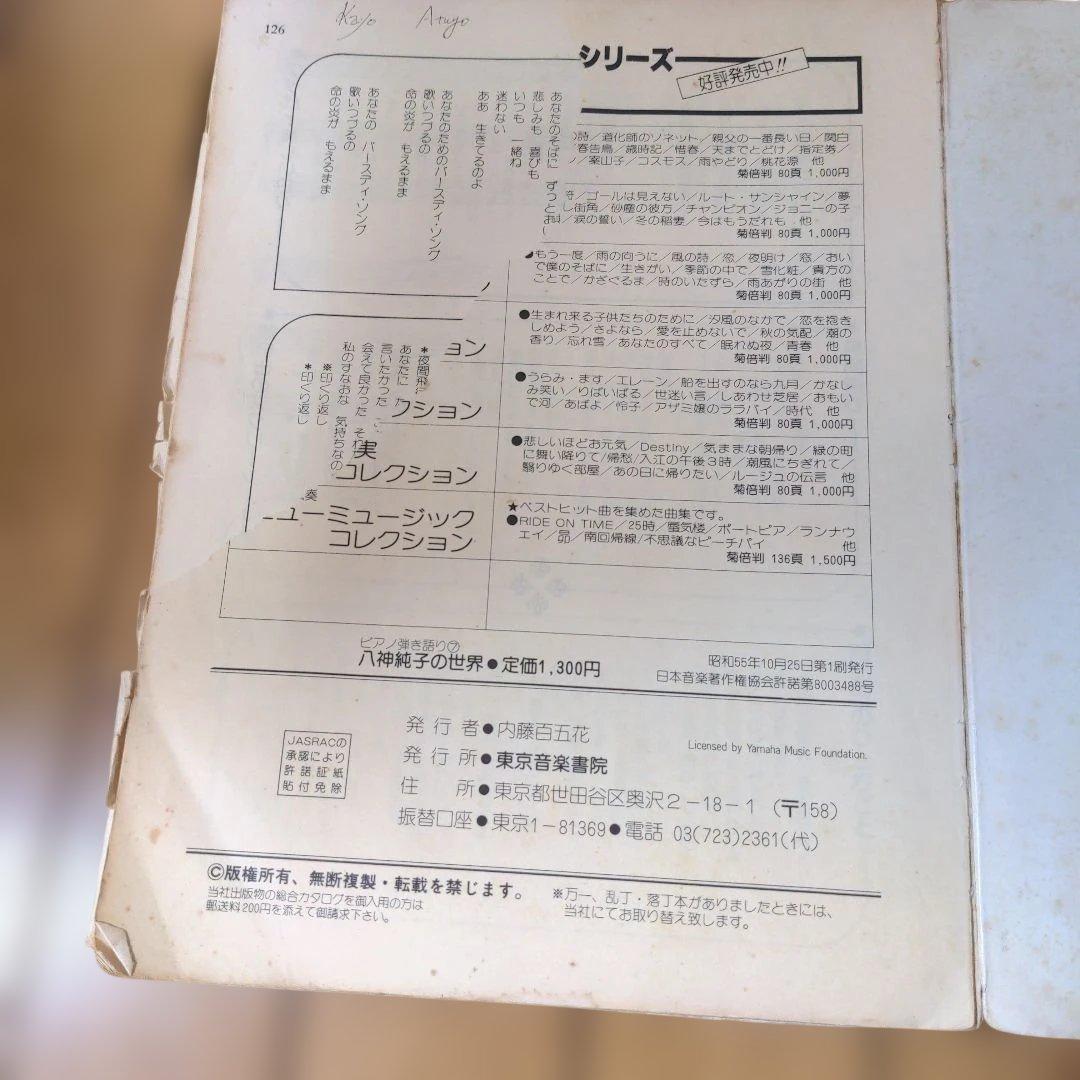 126
Kayo Atuyo
シリーズ
好評発売中!!
あなたのそばに ずっと
悲しみも 喜びも
いつも 一緒ね
迷わない
ああ 生きてるのよ
あなたのためのバースディ・ソング
歌いつづるの
命の炎が もえるまま
あなたの バースディ・ソング
歌いつづるの
命の炎が もえるまま
詩/道化師のソネット/親父の一番長い日/関白
春告鳥/歳時記/惜春/天までとどけ/指定券/
/案山子/コスモス/雨やどり/桃花源 他
菊倍判 80頁 1,000円
/ゴールは見えない/ルート・サンシャイン/夢
街角/砂塵の彼方/チャンピオン/ジョニーの子
/涙の誓い/冬の稲妻/今はもうだれも 他
菊倍判 80頁 1,000円
もう一度/雨の向うに/風の詩/恋/夜明け/窓/おい
で僕のそばに/生きがい/季節の中で/雪化粧/貴方の
ことで/かざぐるま/時のいたずら/雨あがりの街 他
菊倍判 80頁 1,000円
●生まれ来る子供たちのために/汐風のなかで/恋を抱き
しめよう/さよなら/愛を止めないで/秋の気配/潮の
香り/忘れ雪/あなたのすべて/眠れぬ夜/青春 他
菊倍判 80頁 1,000円
●うらみ・ます/エレーン/船を出すのなら九月/かなし
み笑い/りばいばる/世迷い言/しあわせ芝居/おもい
で河/あばよ/怜子/アザミ嬢のララバイ/時代 他
菊倍判 80頁 1,000円
●悲しいほどお元気/Destiny/気ままな朝帰り/緑の町
に舞い降りて/帰愁/入江の午後3時/潮風にちぎれて/
翳りゆく部屋/あの日に帰りたい/ルージュの伝言 他
菊倍判 80頁 1,000円
★ベストヒット曲を集めた曲集です。
●RIDE ON TIME/25時/蜃気楼/ポートピア/ランナウ
ェイ/昴/南回帰線/不思議なピーチパイ 他
菊倍判 136頁 1,500円
*夜間飛行
あなたに
言いたかった
会えて良かった それ
私のすなおな 気持ちなの
※印くり返し
*印くり返し
ョン
クション
実
コレクション
奏
ニューミュージック
コレクション
ピアノ弾き語り⑦
八神純子の世界●定価1,300円
昭和55年10月25日第1刷発行
日本音楽著作権協会許諾第8003488号
JASRACの
承認により
許諾証紙
貼付免除
発行者●内藤百五花
Licensed by Yamaha Music Foundation.
発行所●東京音楽書院
住 所●東京都世田谷区奥沢2-18-1 (〒158)
振替口座●東京1-81369●電話 03(723)2361(代)
©版権所有、無断複製・転載を禁じます。
当社出版物の総合カタログを御入用の方は
郵送料200円を添えて御請求下さい。
※万一、乱丁・落丁本がありましたときには、
当社にてお取り替え致します。